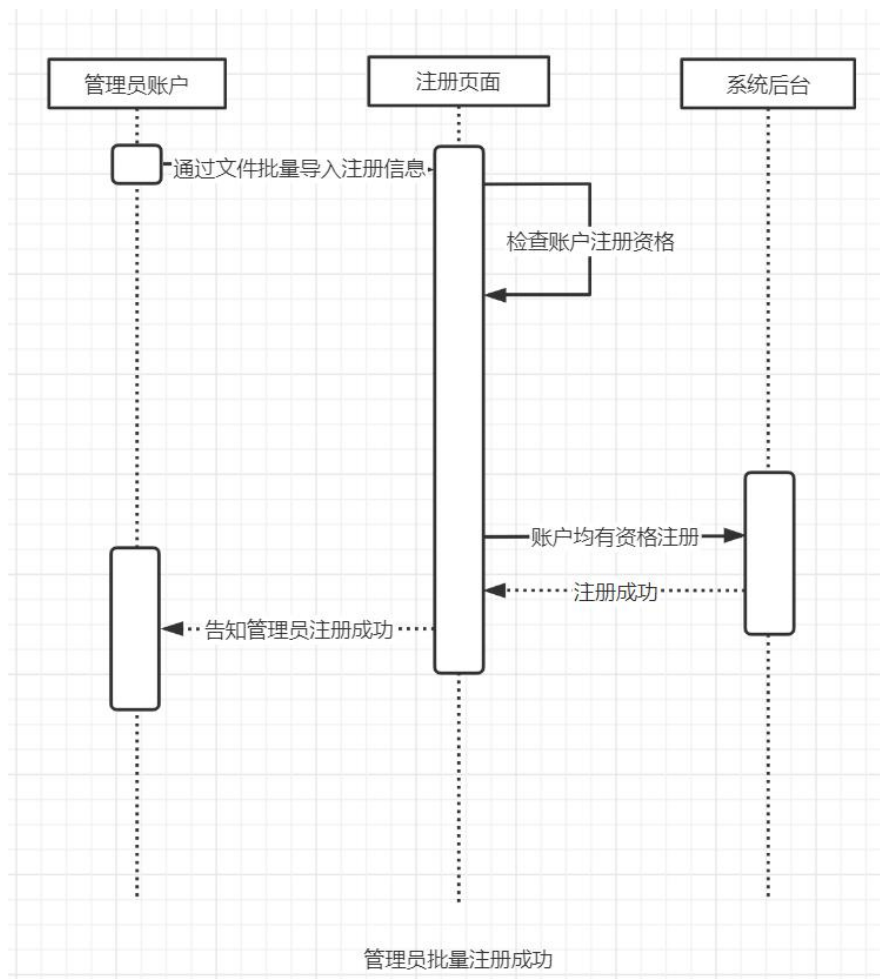 管理员账户
注册页面
系统后台
通过文件批量导入注册信息
检查账户注册资格
账户均有资格注册
注册成功
告知管理员注册成功
管理员批量注册成功